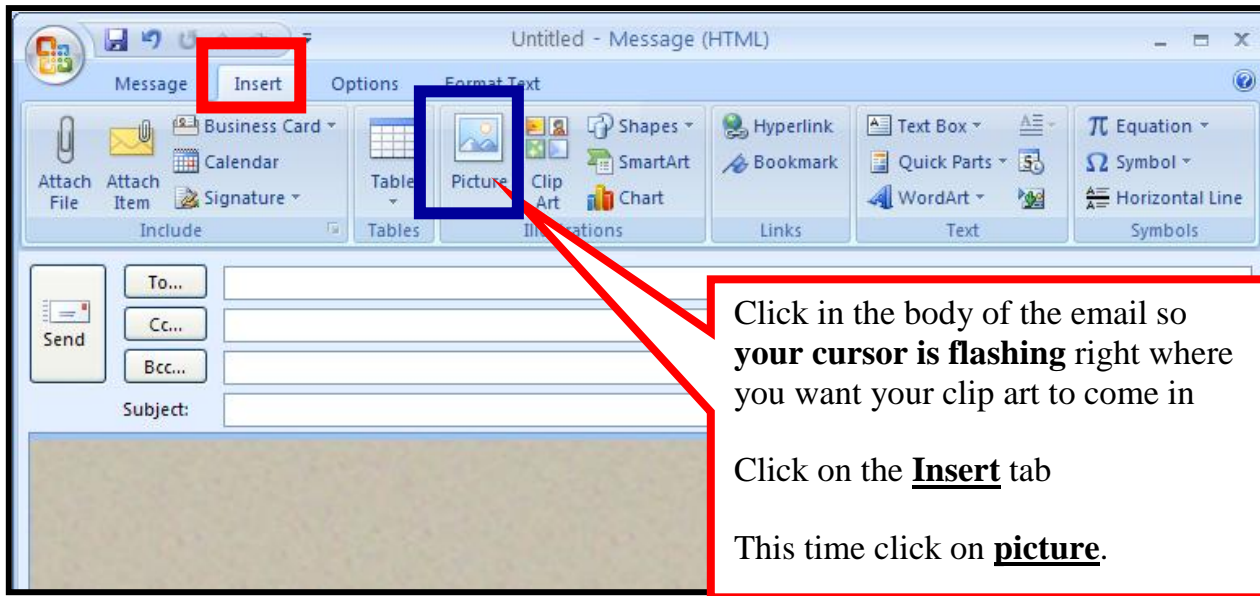 Untitled - Message (HTML)
Message Insert Options Format Text
Business Card Shapes Hyperlink Text Box Equation
Calendar SmartArt Bookmark Quick Parts Symbol
Attach File Attach Item Signature Table Picture Clip Art Chart WordArt Horizontal Line
Include Tables Illustrations Links Text Symbols
To...
Cc...
Send
Bcc...
Subject:
Click in the body of the email so
your cursor is flashing right where
you want your clip art to come in
Click on the Insert tab
This time click on picture.